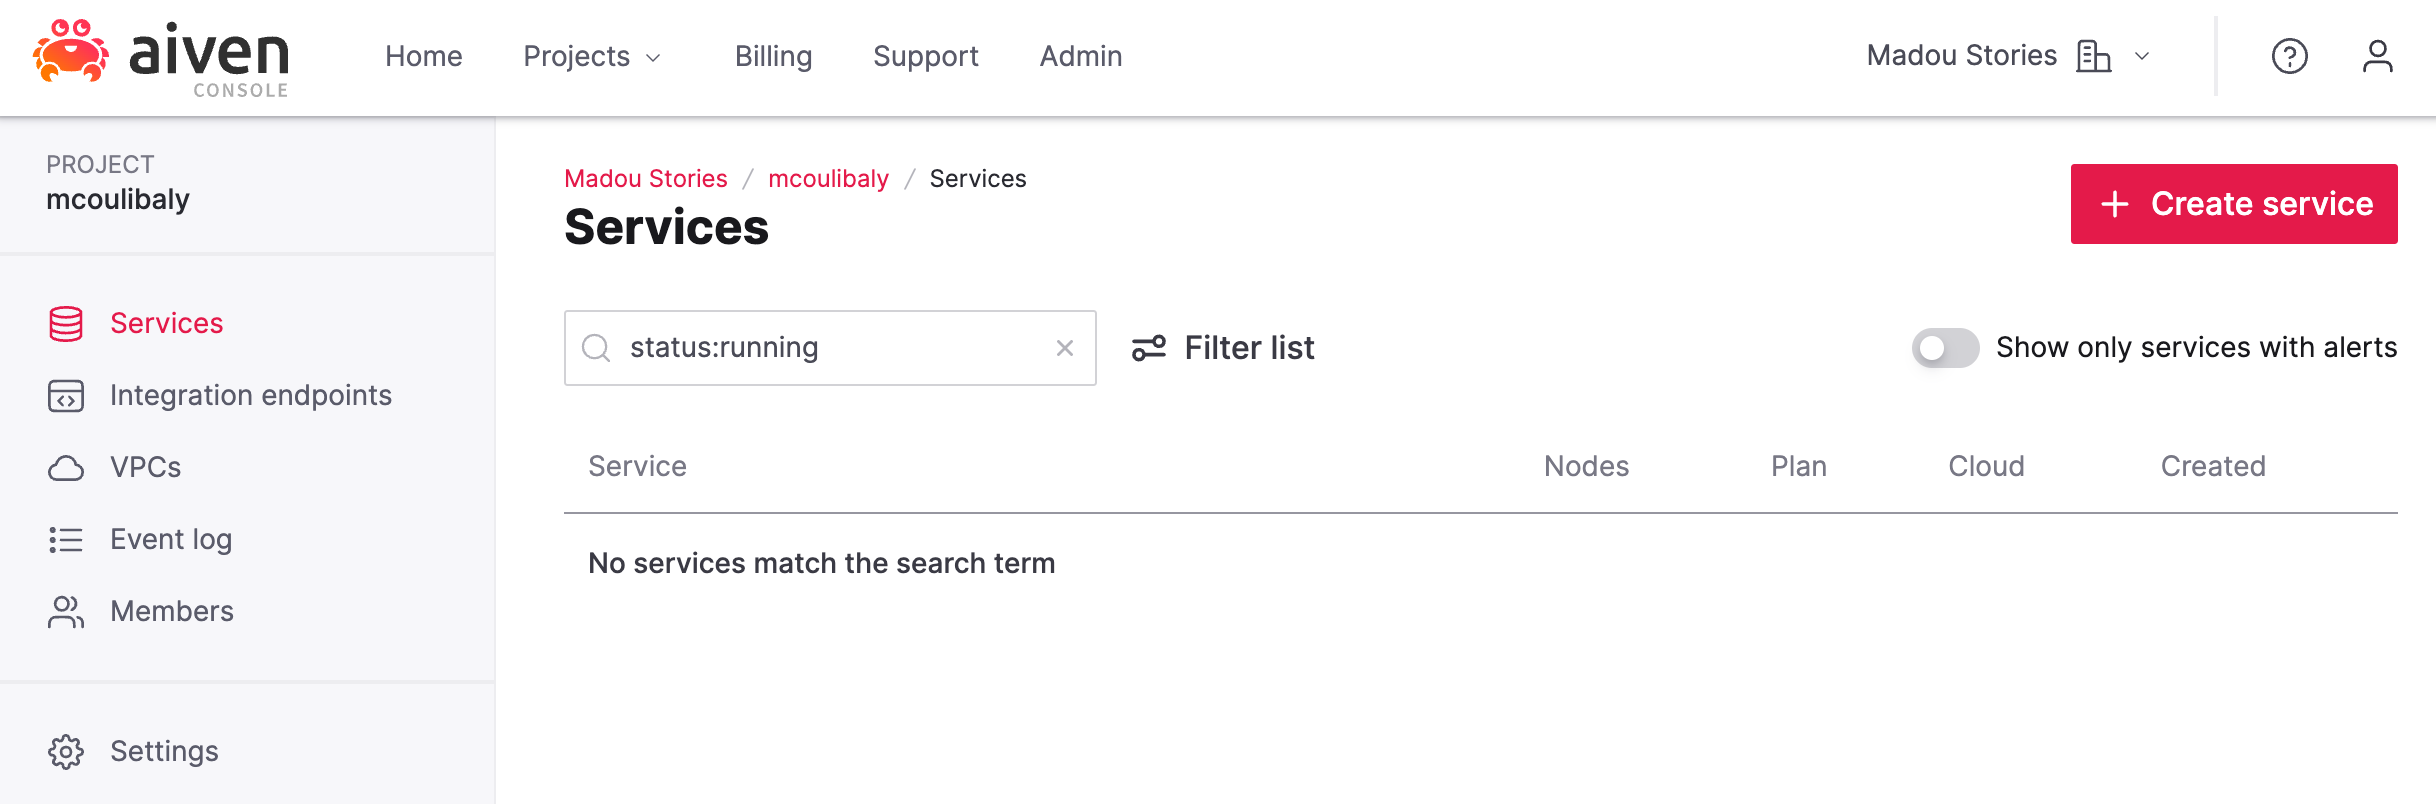 aiven
CONSOLE
Home
Projects
Billing
Support
Admin
Madou Stories
PROJECT
mcoulibaly
Services
Integration endpoints
VPCs
Event log
Members
Settings
Madou Stories / mcoulibaly / Services
Services
+ Create service
status:running
Filter list
Show only services with alerts
Service
Nodes
Plan
Cloud
Created
No services match the search term